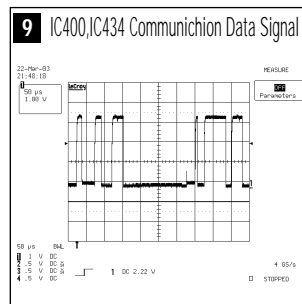 9 IC400,IC434 Communichion Data Signal
22-Mar-03
21:48:18
1
50 µs
1.00 V
LeCroy
MEASURE
OFF
Parameters
1
50 µs BWL
1 .1 V DC
2 .5 V DC
3 .5 V DC
4 .5 V DC
1 DC 2.22 V
4 GS/s
STOPPED